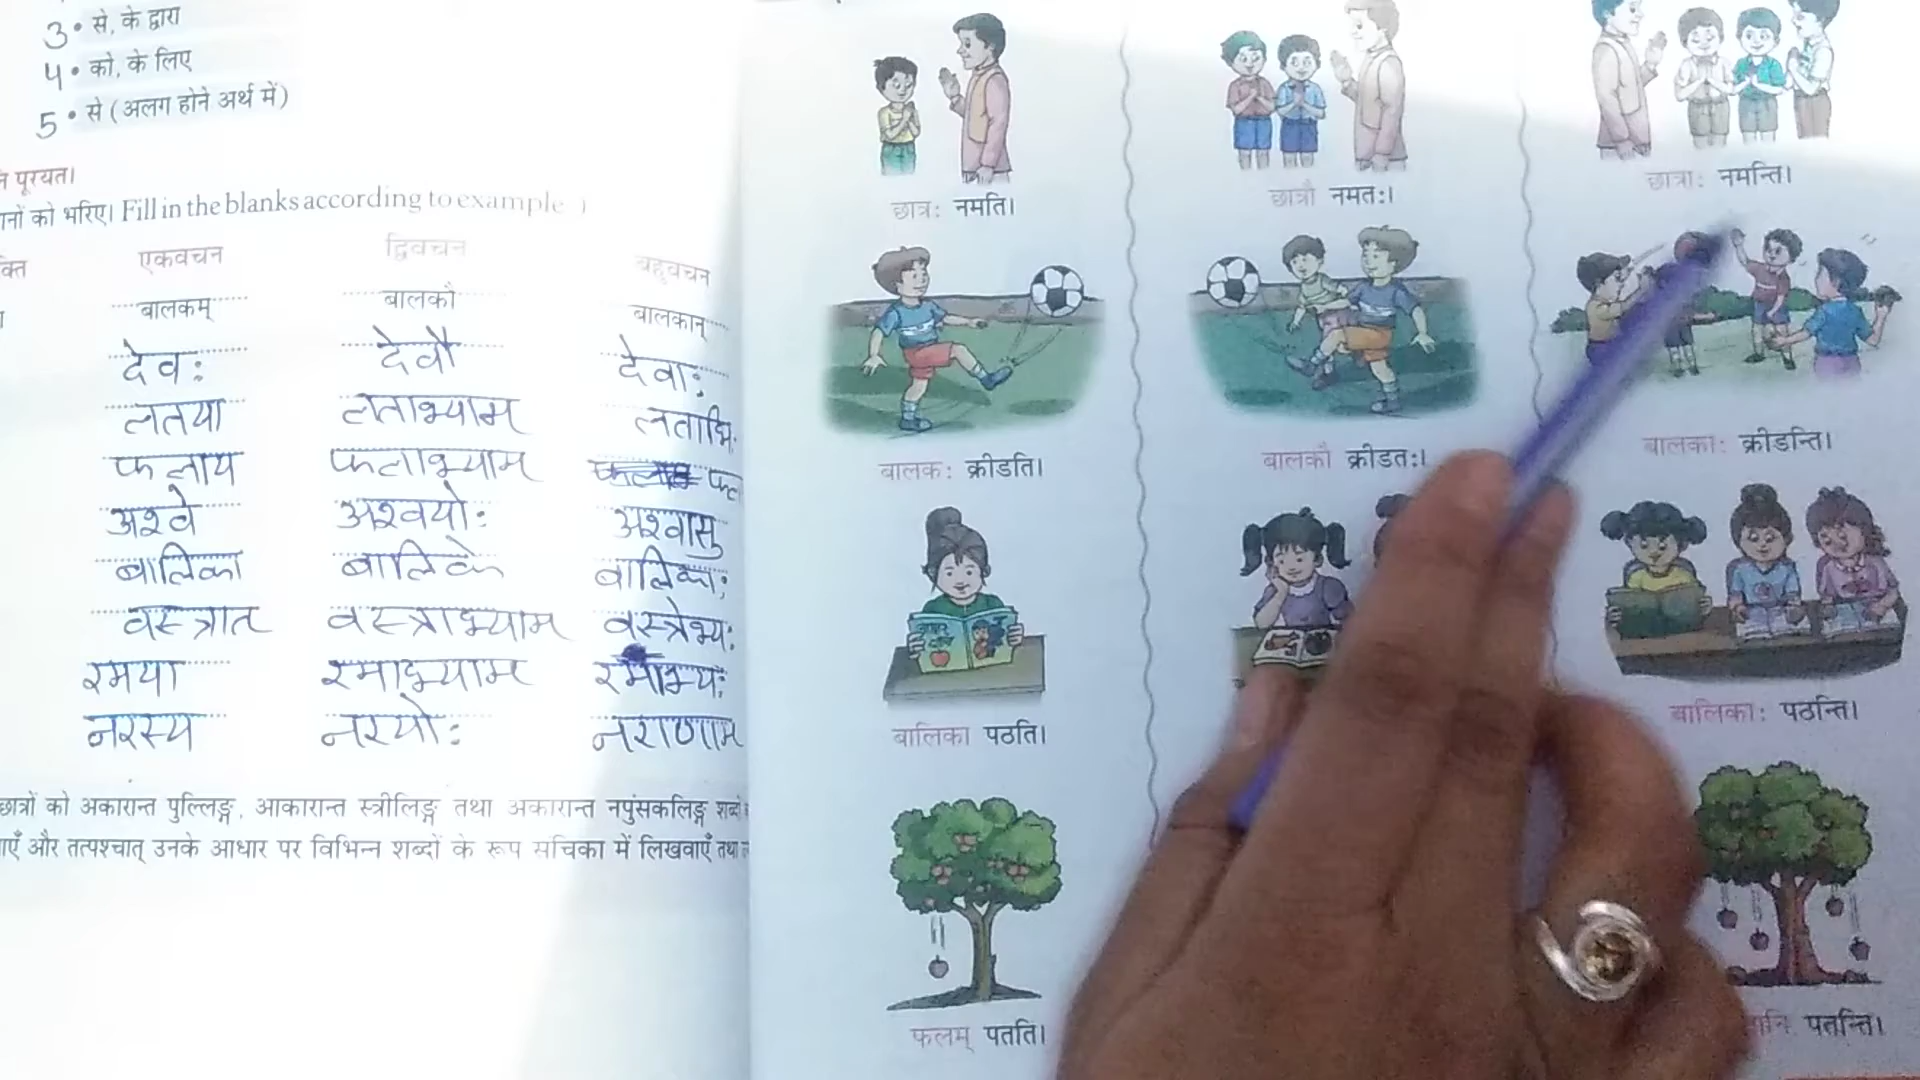 3 • से, के द्वारा
4 • को, के लिए
5 • से (अलग होने अर्थ में)
पूरयत।
को भरिए। Fill in the blanks according to example )
एकवचन द्विवचन बहुवचन
बालकम् बालकौ बालकान्
देवः देवौ देवाः
लतया लताभ्याम लताभि
फलाय फलाभ्याम
अश्वे अश्वयोः अश्वासु
बालिका बालिके बालिकाः
वस्त्रात वस्त्राभ्याम वस्त्रेभ्यः
रमया रमाभ्याम रमाभ्यः
नरस्य नरयोः नराणाम
छात्रों को अकारान्त पुल्लिङ्ग, आकारान्त स्त्रीलिङ्ग तथा अकारान्त नपुंसकलिङ्ग
और तत्पश्चात् उनके आधार पर विभिन्न शब्दों के रूप संचिका में लिखवाएँ तथा
छात्रः नमति। छात्रौ नमतः। छात्राः नमन्ति।
बालकः क्रीडति। बालकौ क्रीडतः। बालकाः क्रीडन्ति।
बालिका पठति। बालिकाः पठन्ति।
फलम् पतति। पतन्ति।